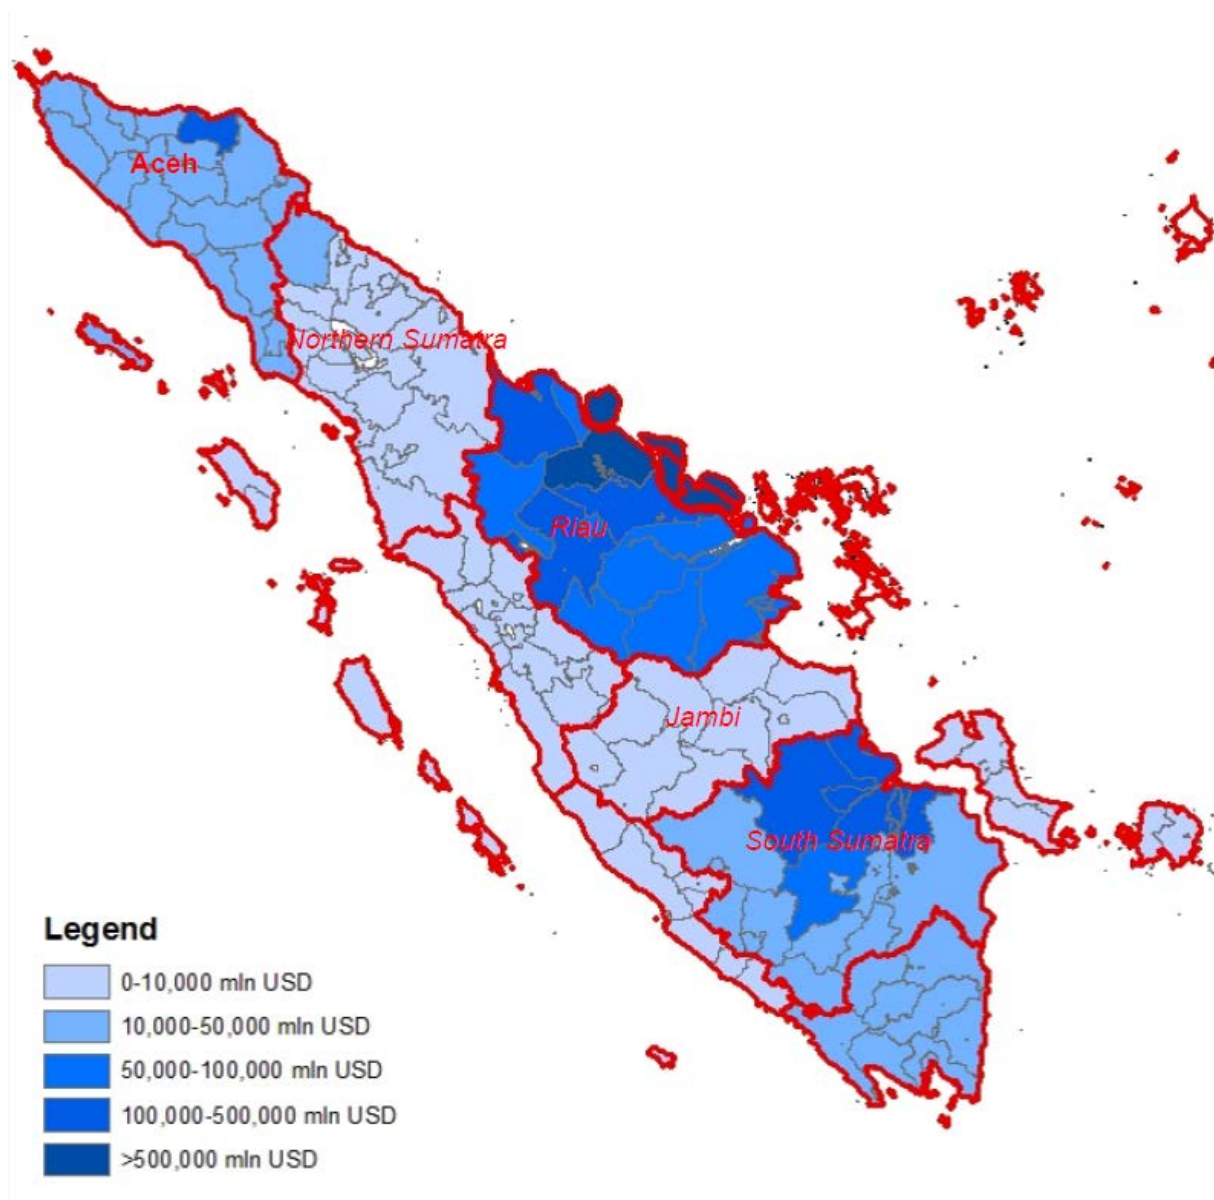 Aceh
Northern Sumatra
Riau
Jambi
South Sumatra
Legend
0-10,000 mln USD
10,000-50,000 mln USD
50,000-100,000 mln USD
100,000-500,000 mln USD
>500,000 mln USD